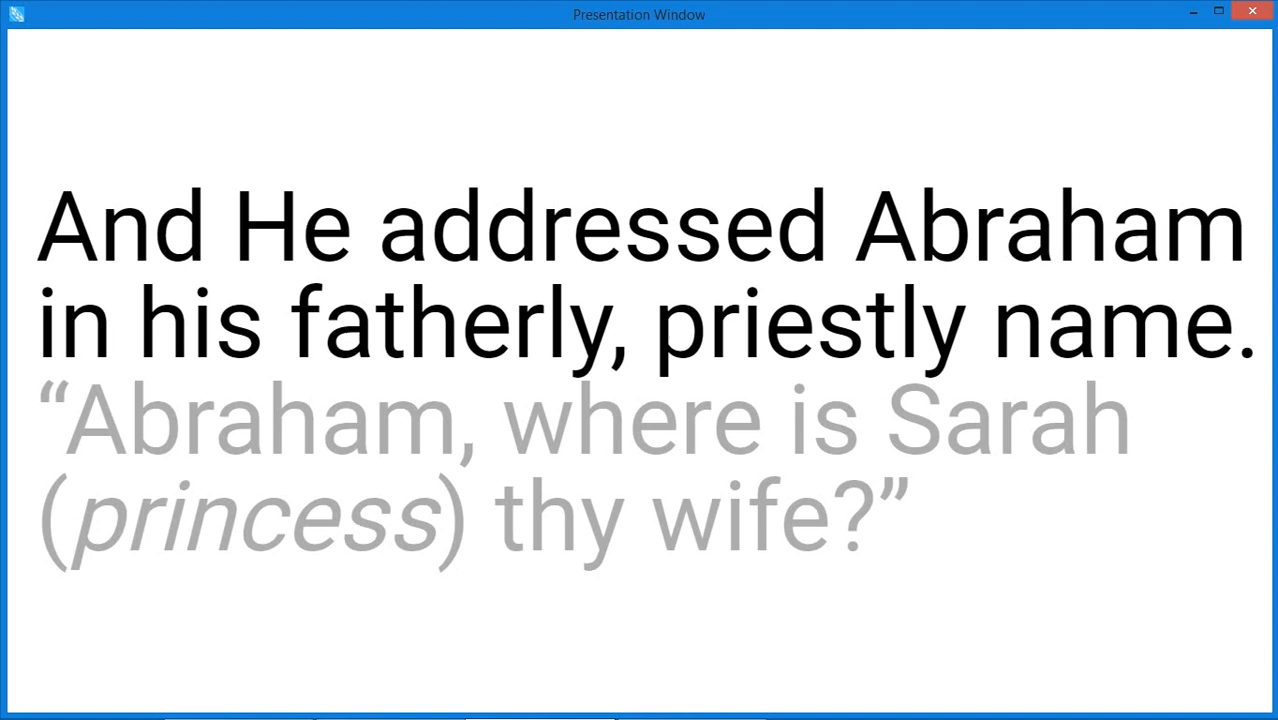 Presentation Window
And He addressed Abraham
in his fatherly, priestly name.
“Abraham, where is Sarah
(princess) thy wife?”